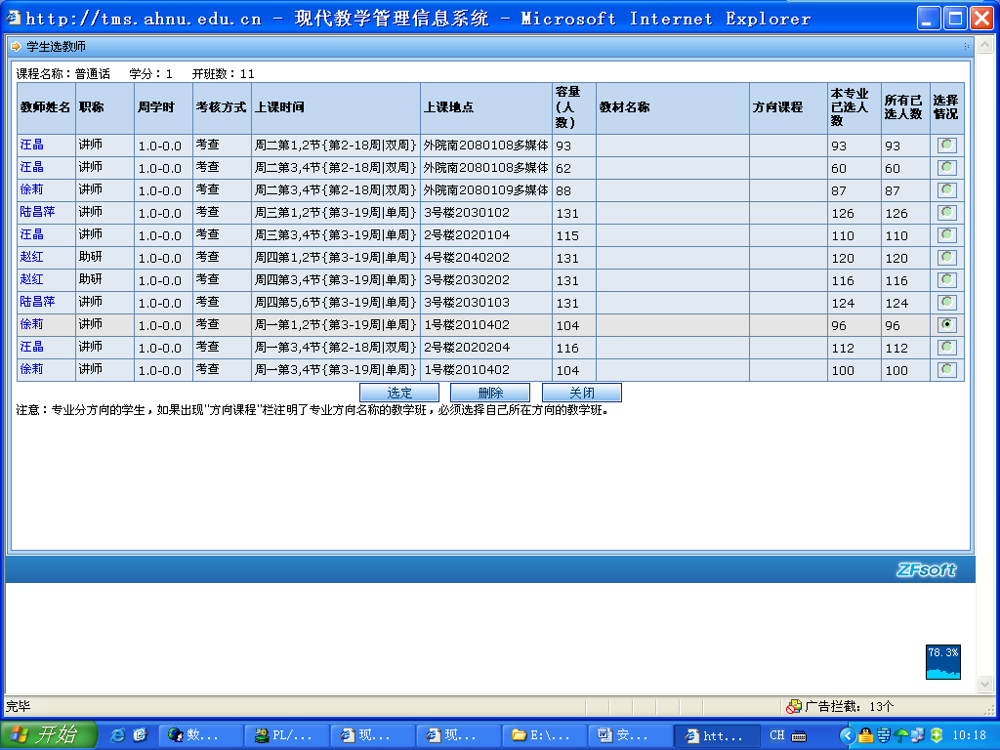 http://tms.ahnu.edu.cn - 现代教学管理信息系统 - Microsoft Internet Explorer
学生选教师
课程名称：普通话 学分：1 开班数：11
教师姓名 职称 周学时 考核方式 上课时间 上课地点 容量(人数) 教材名称 方向课程 本专业已选人数 所有已选人数 选择情况
汪晶 讲师 1.0-0.0 考查 周二第1,2节{第2-18周|双周} 外院南2080108多媒体 93 93 93
汪晶 讲师 1.0-0.0 考查 周二第3,4节{第2-18周|双周} 外院南2080108多媒体 62 60 60
徐莉 讲师 1.0-0.0 考查 周二第3,4节{第2-18周|双周} 外院南2080109多媒体 88 87 87
陆昌萍 讲师 1.0-0.0 考查 周三第1,2节{第3-19周|单周} 3号楼2030102 131 126 126
汪晶 讲师 1.0-0.0 考查 周三第3,4节{第3-19周|单周} 2号楼2020104 115 110 110
赵红 助研 1.0-0.0 考查 周四第1,2节{第3-19周|单周} 4号楼2040202 131 120 120
赵红 助研 1.0-0.0 考查 周四第3,4节{第3-19周|单周} 3号楼2030202 131 116 116
陆昌萍 讲师 1.0-0.0 考查 周四第5,6节{第3-19周|单周} 3号楼2030103 131 124 124
徐莉 讲师 1.0-0.0 考查 周一第1,2节{第3-19周|单周} 1号楼2010402 104 96 96
汪晶 讲师 1.0-0.0 考查 周一第3,4节{第2-18周|双周} 2号楼2020204 116 112 112
徐莉 讲师 1.0-0.0 考查 周一第3,4节{第3-19周|单周} 1号楼2010402 104 100 100
选定 删除 关闭
注意：专业分方向的学生，如果出现"方向课程"栏注明了专业方向名称的教学班，必须选择自己所在方向的教学班。
ZFsoft
78.3%
完毕 广告拦截： 13个
开始 数... PL/... 现... 现... E:\... 安... htt... CH 10:18